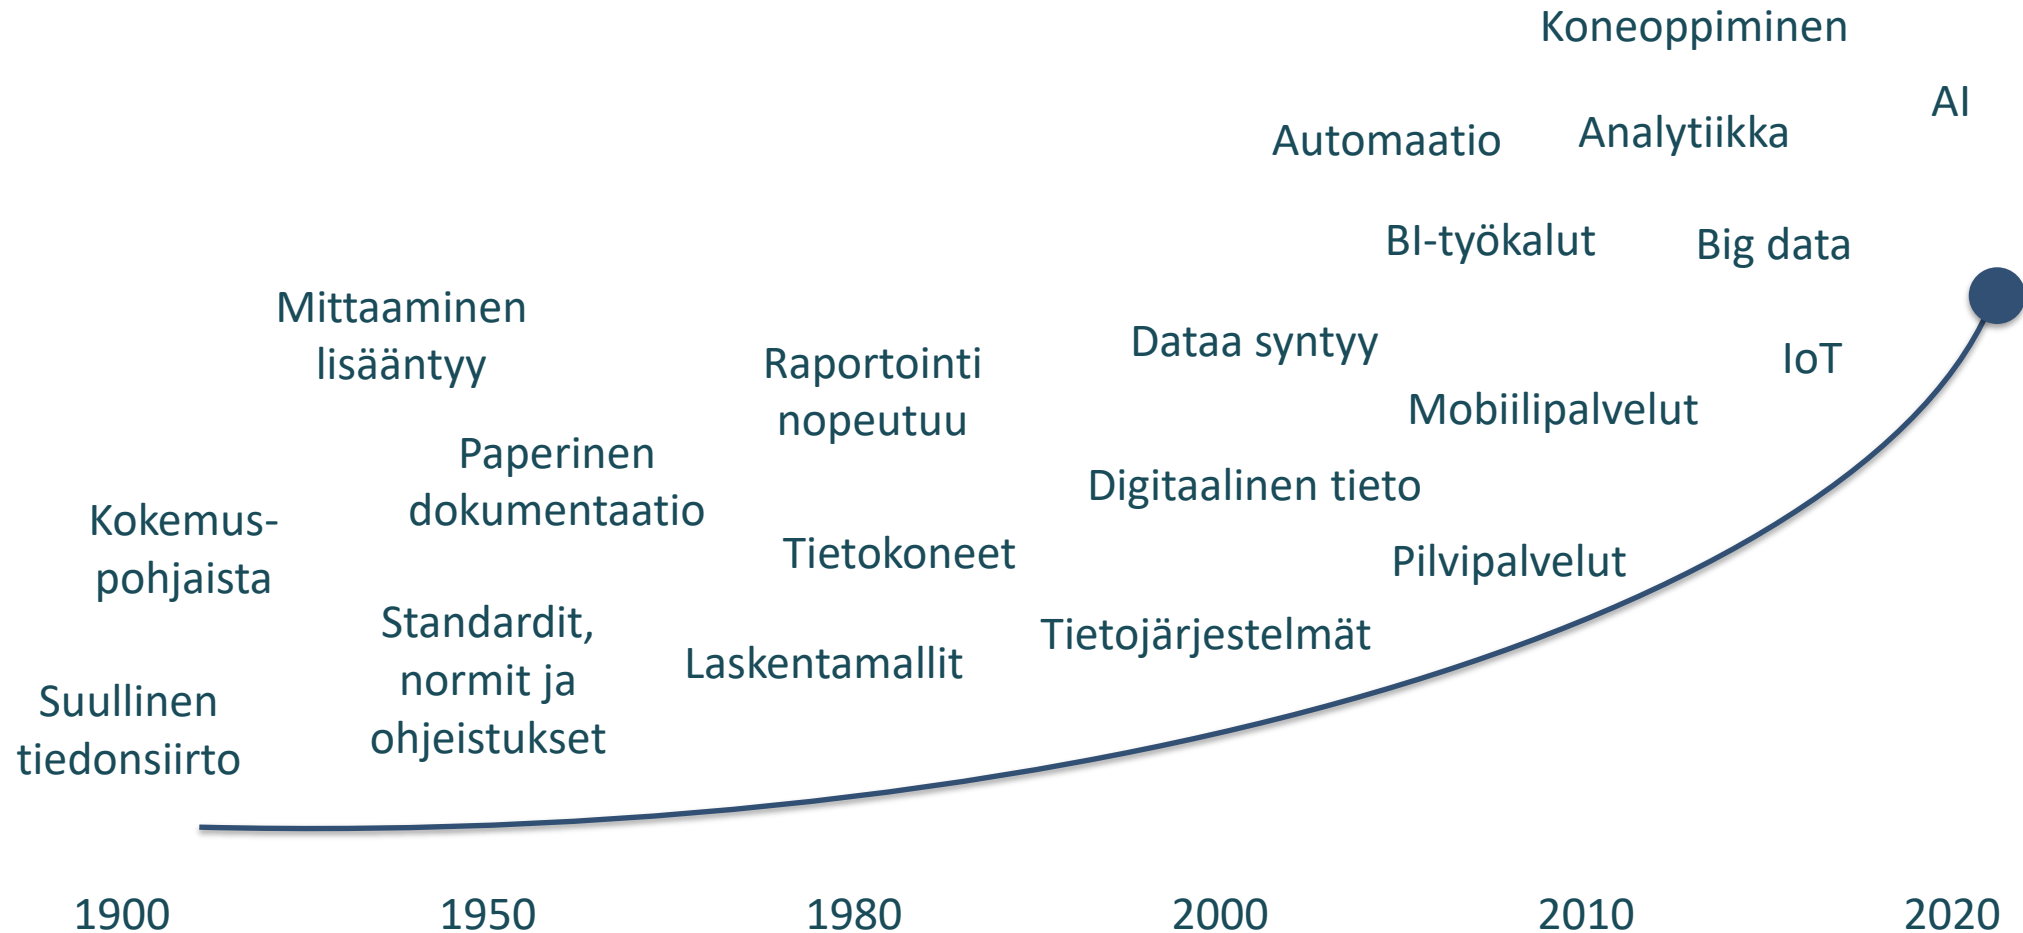 Koneoppiminen
AI
Automaatio
Analytiikka
BI-työkalut
Big data
Mittaaminen
lisääntyy
Raportointi
nopeutuu
Dataa syntyy
IoT
Mobiilipalvelut
Paperinen
dokumentaatio
Digitaalinen tieto
Kokemus-
pohjaista
Tietokoneet
Pilvipalvelut
Standardit,
normit ja
ohjeistukset
Laskentamallit
Tietojärjestelmät
Suullinen
tiedonsiirto
1900
1950
1980
2000
2010
2020